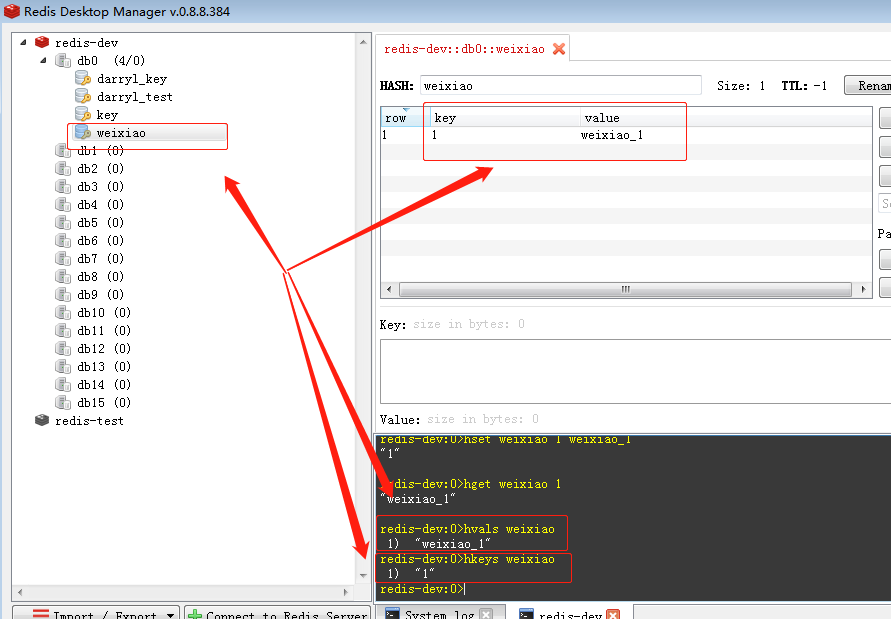 Redis Desktop Manager v.0.8.8.384
redis-dev
db0 (4/0)
darryl_key
darryl_test
key
weixiao
db1 (0)
db2 (0)
db3 (0)
db4 (0)
db5 (0)
db6 (0)
db7 (0)
db8 (0)
db9 (0)
db10 (0)
db11 (0)
db12 (0)
db13 (0)
db14 (0)
db15 (0)
redis-test
Import / Export
Connect to Redis Server
redis-dev::db0::weixiao
HASH: weixiao Size: 1 TTL: -1 Renam
row key value
1 1 weixiao_1
Se
Pa
Key: size in bytes: 0
Value: size in bytes: 0
redis-dev:0>hset weixiao 1 weixiao_1
"1"
redis-dev:0>hget weixiao 1
"weixiao_1"
redis-dev:0>hvals weixiao
1) "weixiao_1"
redis-dev:0>hkeys weixiao
1) "1"
redis-dev:0>
System log
redis-dev